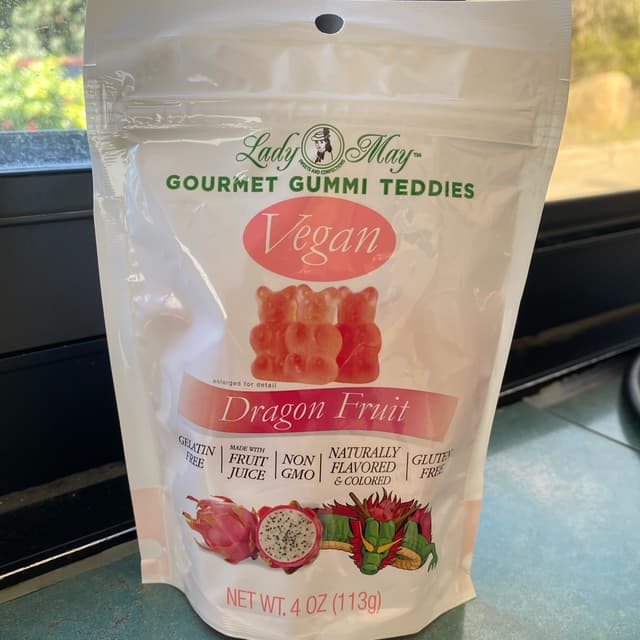 Lady May™
GOURMET GUMMI TEDDIES
Vegan
enlarged for detail
Dragon Fruit
GELATIN
FREE
MADE WITH
FRUIT
JUICE
NON
GMO
NATURALLY
FLAVORED
& COLORED
GLUTEN
FREE
NET WT. 4 OZ (113g)